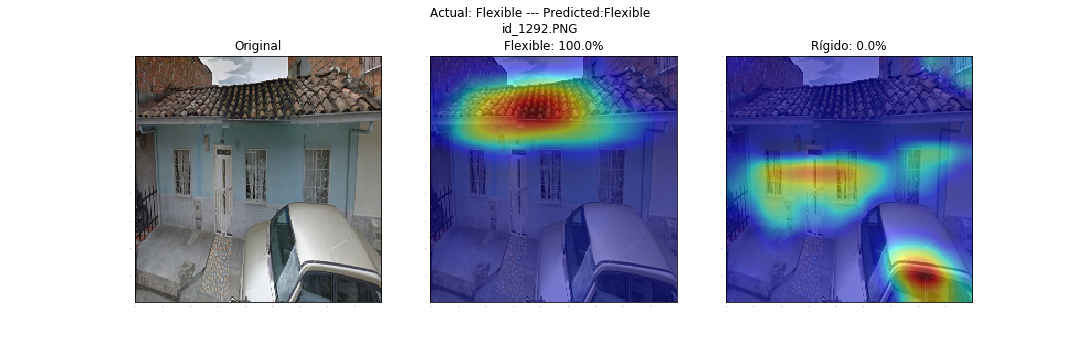 Actual: Flexible --- Predicted:Flexible
id_1292.PNG
Original
Flexible: 100.0%
Rígido: 0.0%